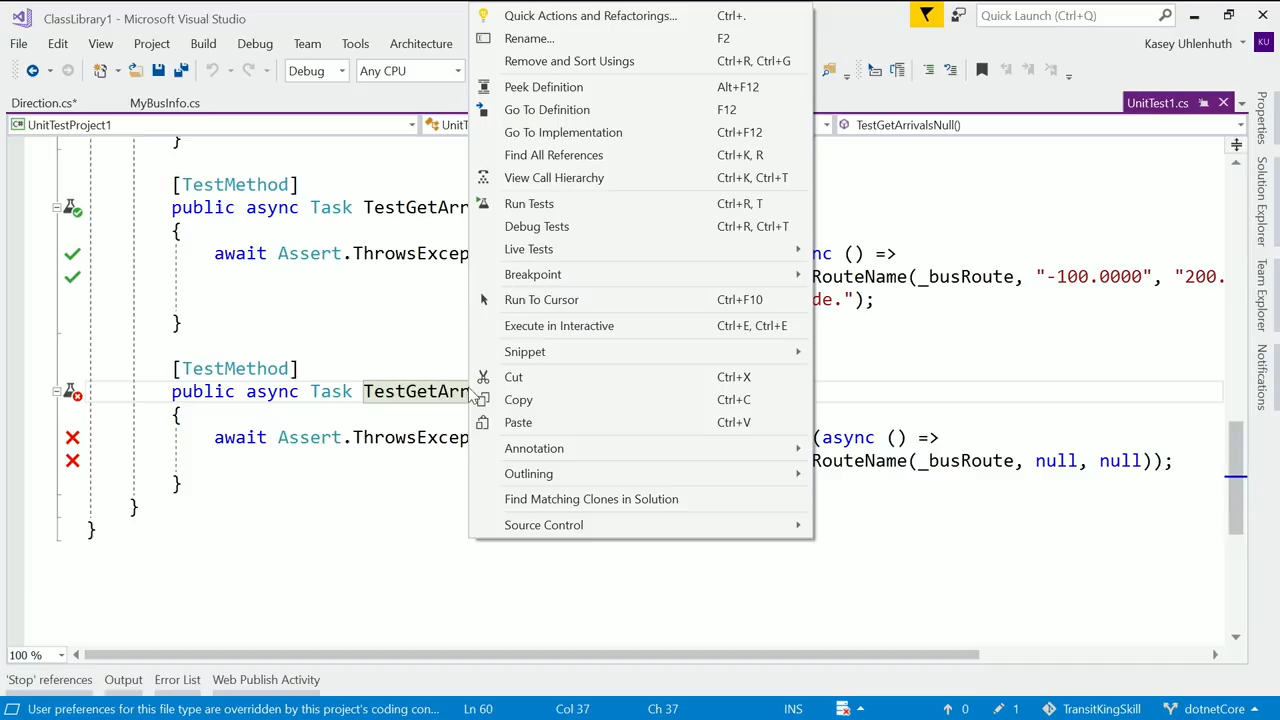 ClassLibrary1 - Microsoft Visual Studio
Quick Launch (Ctrl+Q)
File Edit View Project Build Debug Team Tools Architecture
Kasey Uhlenhuth KU
Debug Any CPU
Direction.cs* MyBusInfo.cs UnitTest1.cs
UnitTestProject1 UnitT TestGetArrivalsNull()
}
[TestMethod]
public async Task TestGetArr
{
await Assert.ThrowsExcep nc () =>
RouteName(_busRoute, "-100.0000", "200.
de.");
}
[TestMethod]
public async Task TestGetArr
{
await Assert.ThrowsExcep (async () =>
RouteName(_busRoute, null, null));
}
}
}
Quick Actions and Refactorings... Ctrl+.
Rename... F2
Remove and Sort Usings Ctrl+R, Ctrl+G
Peek Definition Alt+F12
Go To Definition F12
Go To Implementation Ctrl+F12
Find All References Ctrl+K, R
View Call Hierarchy Ctrl+K, Ctrl+T
Run Tests Ctrl+R, T
Debug Tests Ctrl+R, Ctrl+T
Live Tests
Breakpoint
Run To Cursor Ctrl+F10
Execute in Interactive Ctrl+E, Ctrl+E
Snippet
Cut Ctrl+X
Copy Ctrl+C
Paste Ctrl+V
Annotation
Outlining
Find Matching Clones in Solution
Source Control
Properties
Solution Explorer
Team Explorer
Notifications
100 %
'Stop' references Output Error List Web Publish Activity
User preferences for this file type are overridden by this project's coding con... Ln 60 Col 37 Ch 37 INS 0 1 TransitKingSkill dotnetCore